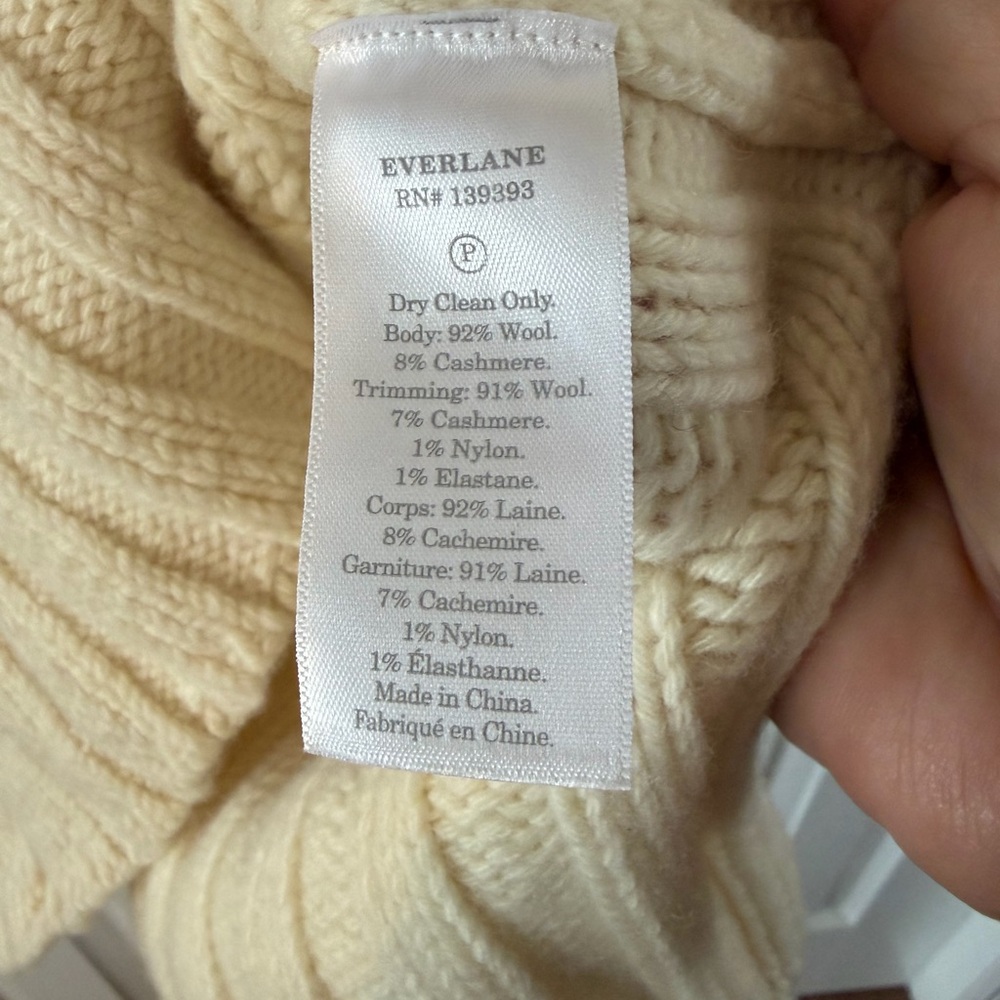 EVERLANE
RN# 139393
P
Dry Clean Only.
Body: 92% Wool.
8% Cashmere.
Trimming: 91% Wool.
7% Cashmere.
1% Nylon.
1% Elastane.
Corps: 92% Laine.
8% Cachemire.
Garniture: 91% Laine.
7% Cachemire.
1% Nylon.
1% Élasthanne.
Made in China.
Fabriqué en Chine.